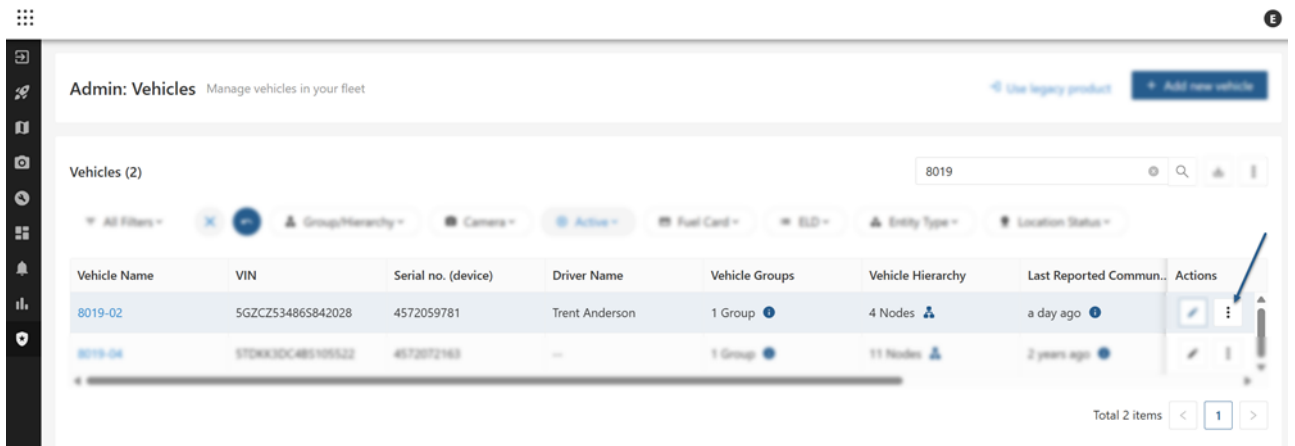 E
Admin: Vehicles Manage vehicles in your fleet
Use legacy product + Add new vehicle
Vehicles (2)
8019
All Filters Group/Hierarchy Camera Active Fuel Card ELD Entity Type Location Status
Vehicle Name VIN Serial no. (device) Driver Name Vehicle Groups Vehicle Hierarchy Last Reported Commun.. Actions
8019-02 5GZCZ53486S842028 4572059781 Trent Anderson 1 Group 4 Nodes a day ago
8019-04 4572072163 -- 1 Group 11 Nodes 2 years ago
Total 2 items < 1 >